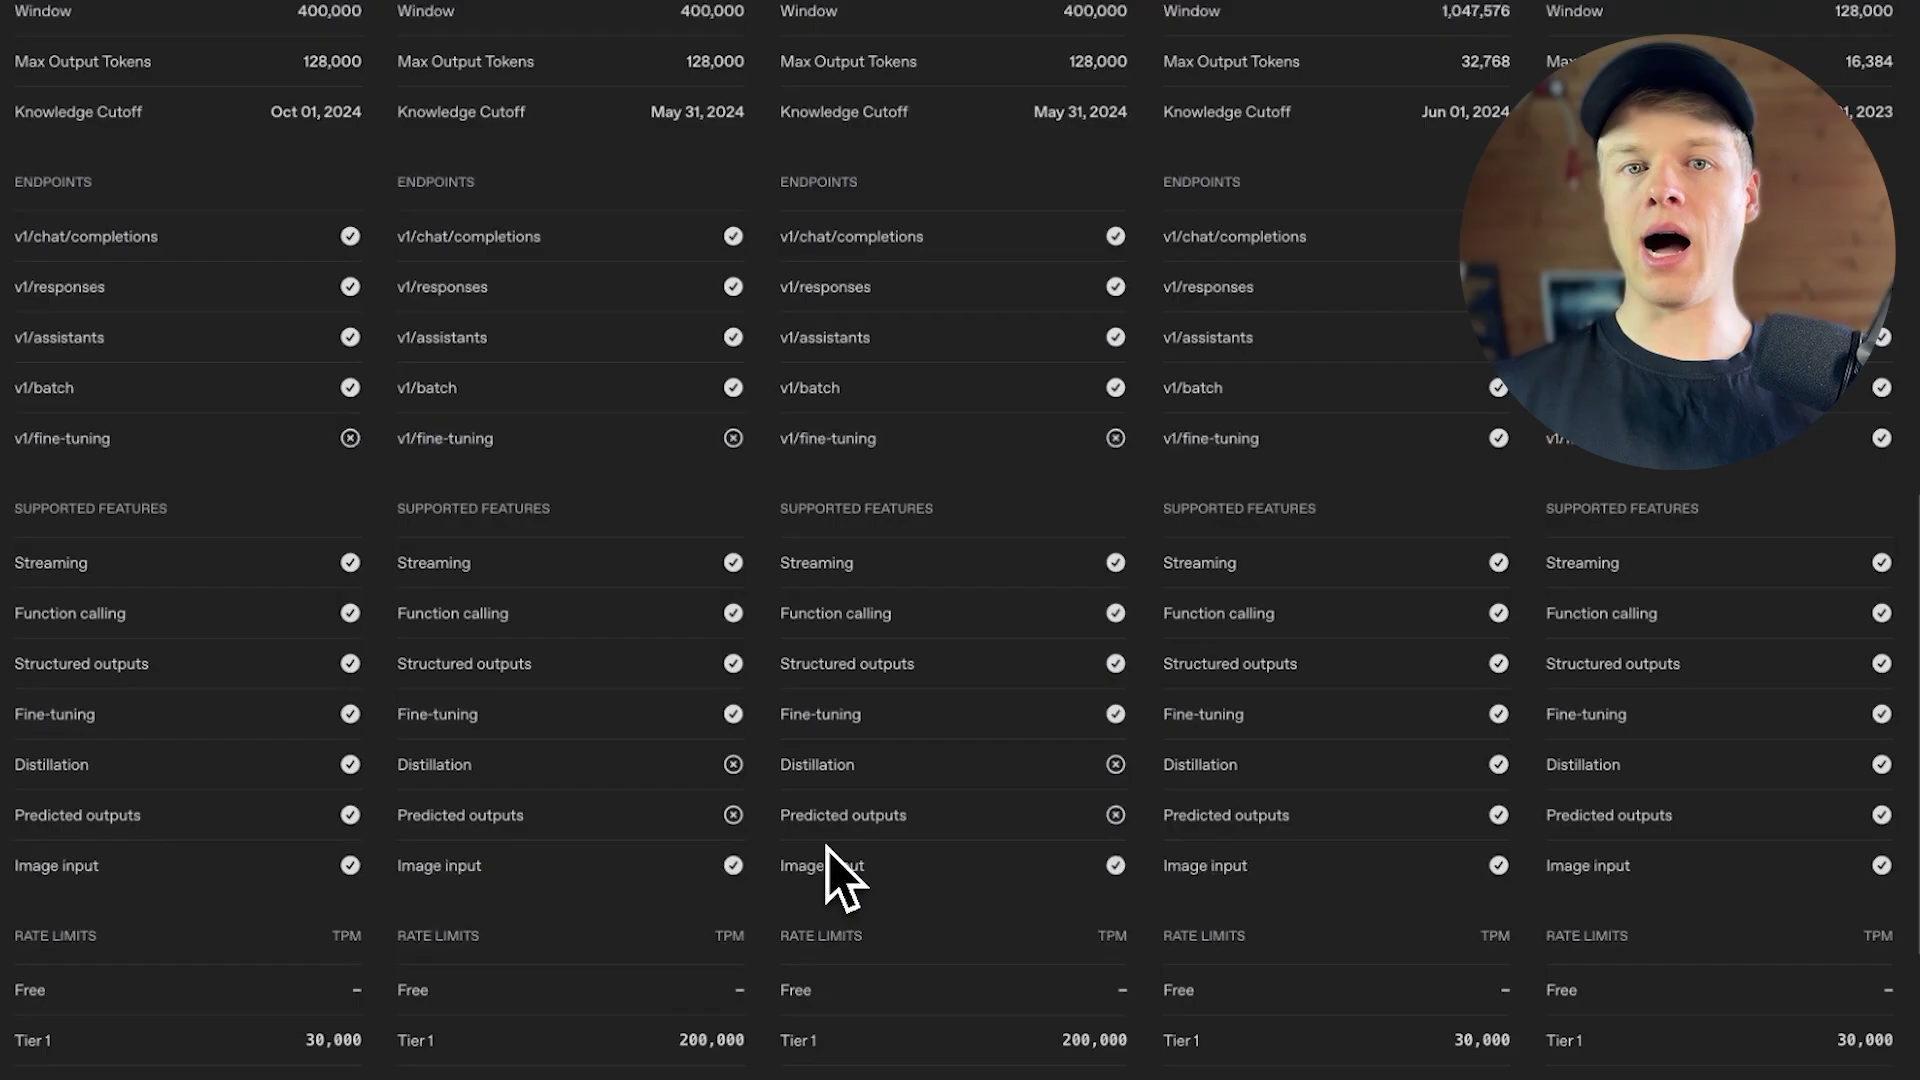 Window 400,000 Window 400,000 Window 400,000 Window 1,047,576 Window 128,000
Max Output Tokens 128,000 Max Output Tokens 128,000 Max Output Tokens 128,000 Max Output Tokens 32,768 Ma 16,384
Knowledge Cutoff Oct 01, 2024 Knowledge Cutoff May 31, 2024 Knowledge Cutoff May 31, 2024 Knowledge Cutoff Jun 01, 2024 1, 2023
ENDPOINTS ENDPOINTS ENDPOINTS ENDPOINTS
v1/chat/completions v1/chat/completions v1/chat/completions v1/chat/completions
v1/responses v1/responses v1/responses v1/responses
v1/assistants v1/assistants v1/assistants v1/assistants
v1/batch v1/batch v1/batch v1/batch
v1/fine-tuning v1/fine-tuning v1/fine-tuning v1/fine-tuning v1/
SUPPORTED FEATURES SUPPORTED FEATURES SUPPORTED FEATURES SUPPORTED FEATURES SUPPORTED FEATURES
Streaming Streaming Streaming Streaming Streaming
Function calling Function calling Function calling Function calling Function calling
Structured outputs Structured outputs Structured outputs Structured outputs Structured outputs
Fine-tuning Fine-tuning Fine-tuning Fine-tuning Fine-tuning
Distillation Distillation Distillation Distillation Distillation
Predicted outputs Predicted outputs Predicted outputs Predicted outputs Predicted outputs
Image input Image input Image ut Image input Image input
RATE LIMITS TPM RATE LIMITS TPM RATE LIMITS TPM RATE LIMITS TPM RATE LIMITS TPM
Free – Free – Free – Free – Free –
Tier 1 30,000 Tier 1 200,000 Tier 1 200,000 Tier 1 30,000 Tier 1 30,000